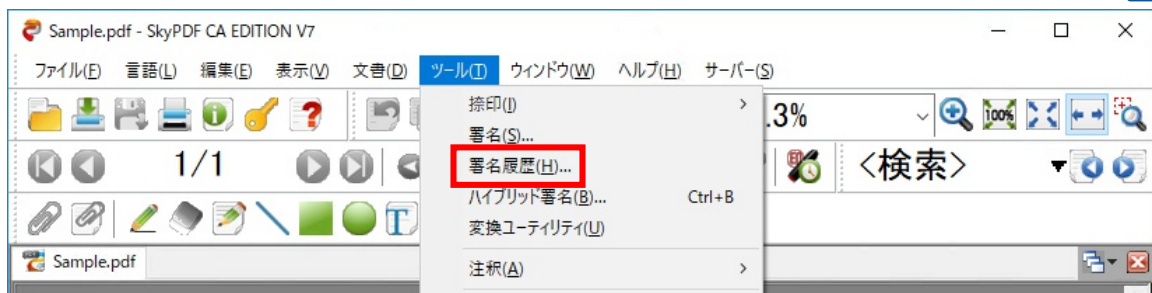 Sample.pdf - SkyPDF CA EDITION V7
ファイル(F) 言語(L) 編集(E) 表示(V) 文書(D) ツール(T) ウィンドウ(W) ヘルプ(H) サーバー(S)
捺印(I) >
.3%
100%
署名(S)...
1/1
署名履歴(H)...
<検索>
ハイブリッド署名(B)... Ctrl+B
変換ユーティリティ(U)
Sample.pdf
注釈(A) >